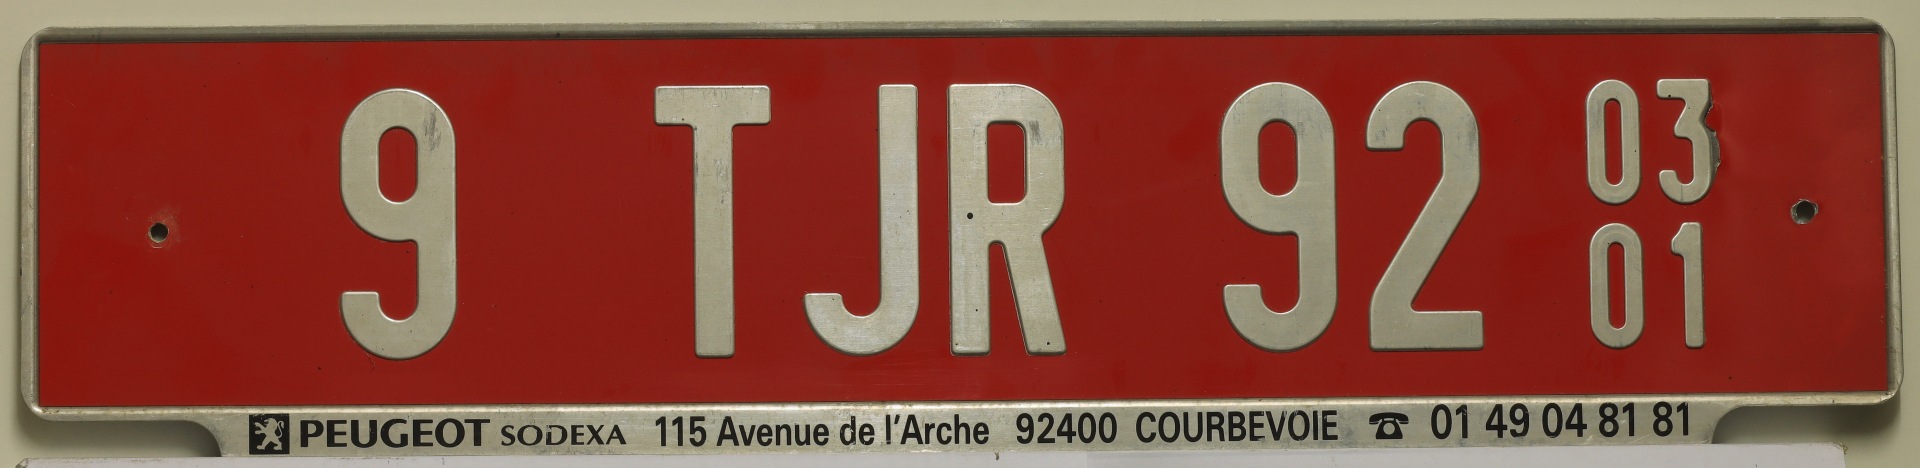 9 TJR 92 03
01
PEUGEOT SODEXA 115 Avenue de l'Arche 92400 COURBEVOIE ☎ 01 49 04 81 81